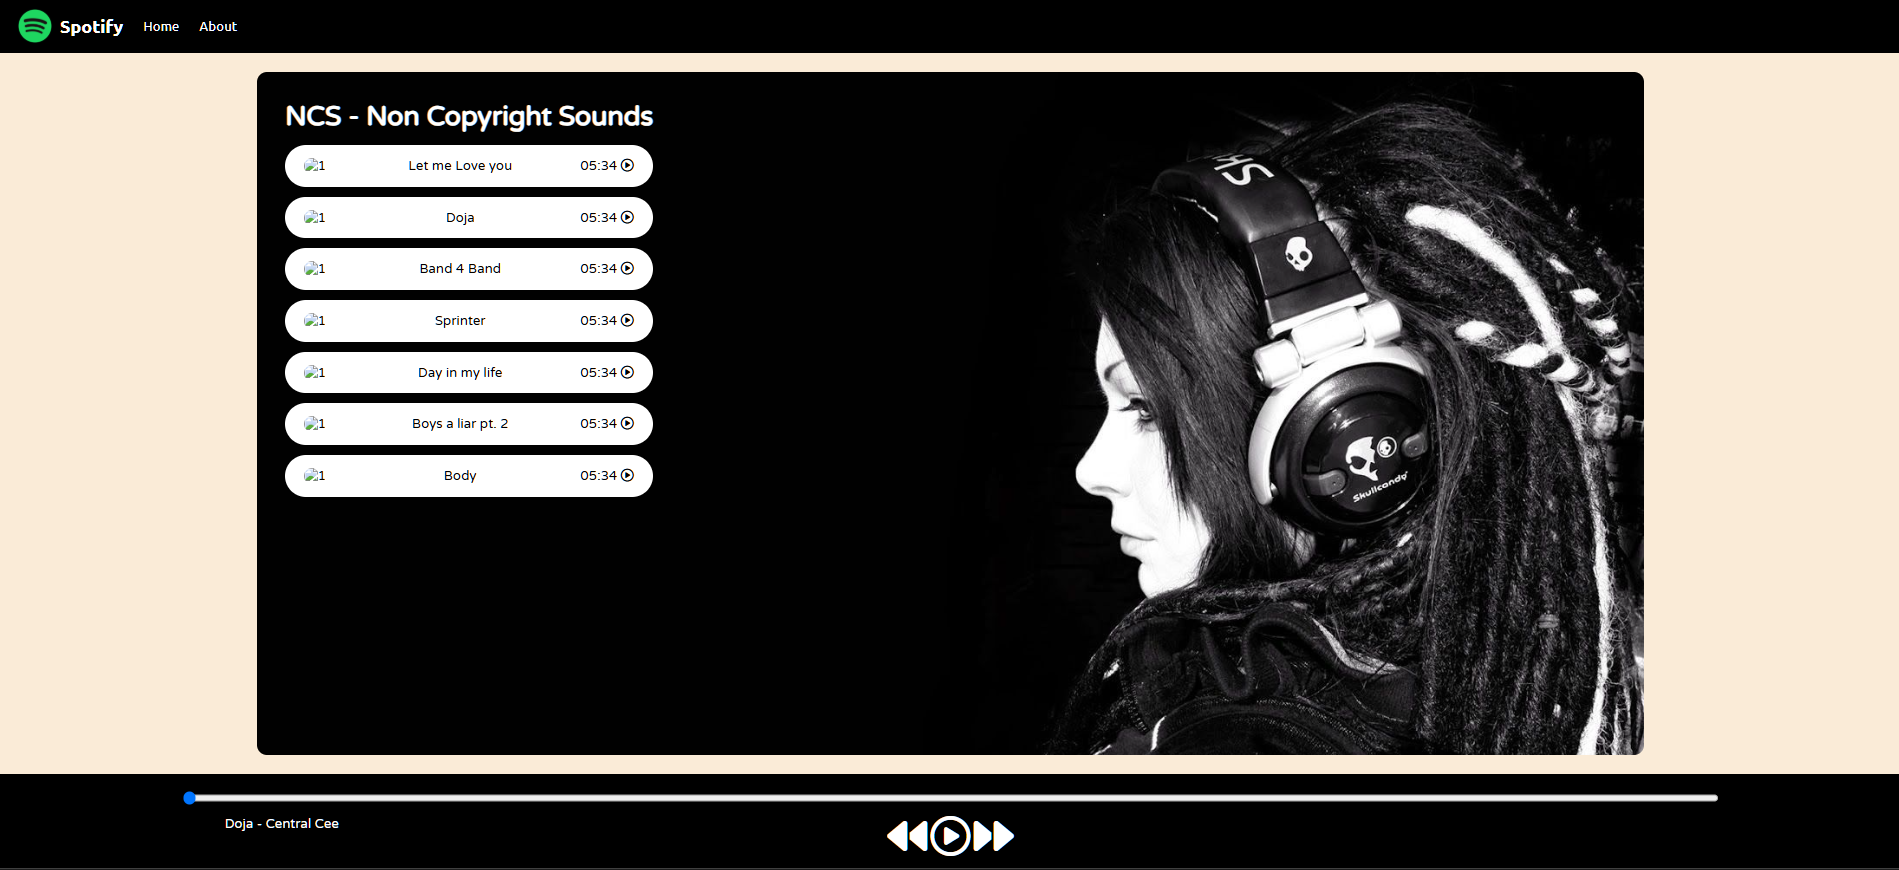 Spotify Home About
NCS - Non Copyright Sounds
1 Let me Love you 05:34
1 Doja 05:34
1 Band 4 Band 05:34
1 Sprinter 05:34
1 Day in my life 05:34
1 Boys a liar pt. 2 05:34
1 Body 05:34
SH
Skullcandy
Doja - Central Cee